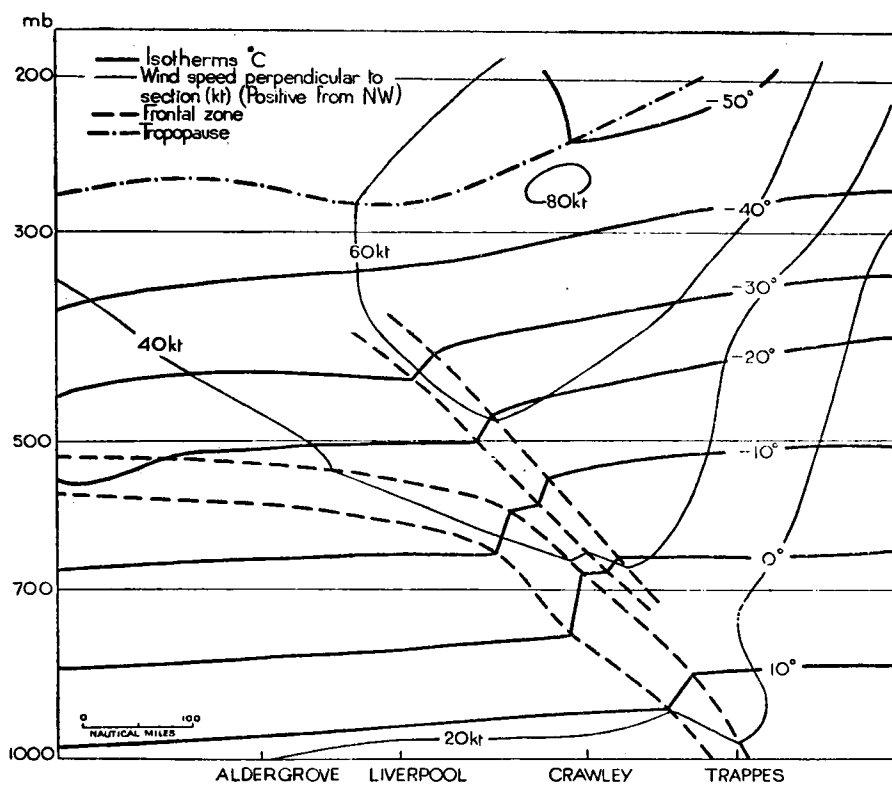 mb
Isotherms °C
Wind speed perpendicular to
section (kt) (Positive from NW)
Frontal zone
Tropopause
200
-50°
80kt
-40°
300
60kt
-30°
40kt
-20°
500
-10°
0°
700
10°
0 100
NAUTICAL MILES
20kt
1000
ALDERGROVE LIVERPOOL CRAWLEY TRAPPES